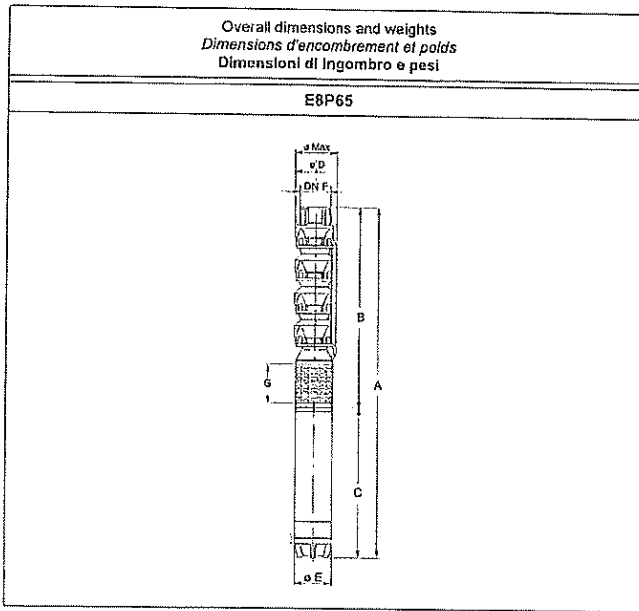 Overall dimensions and weights
Dimensions d'encombrement et poids
Dimensioni di ingombro e pesi
E8P65
ø Max
ø D
DN F
B
G
A
C
ø E